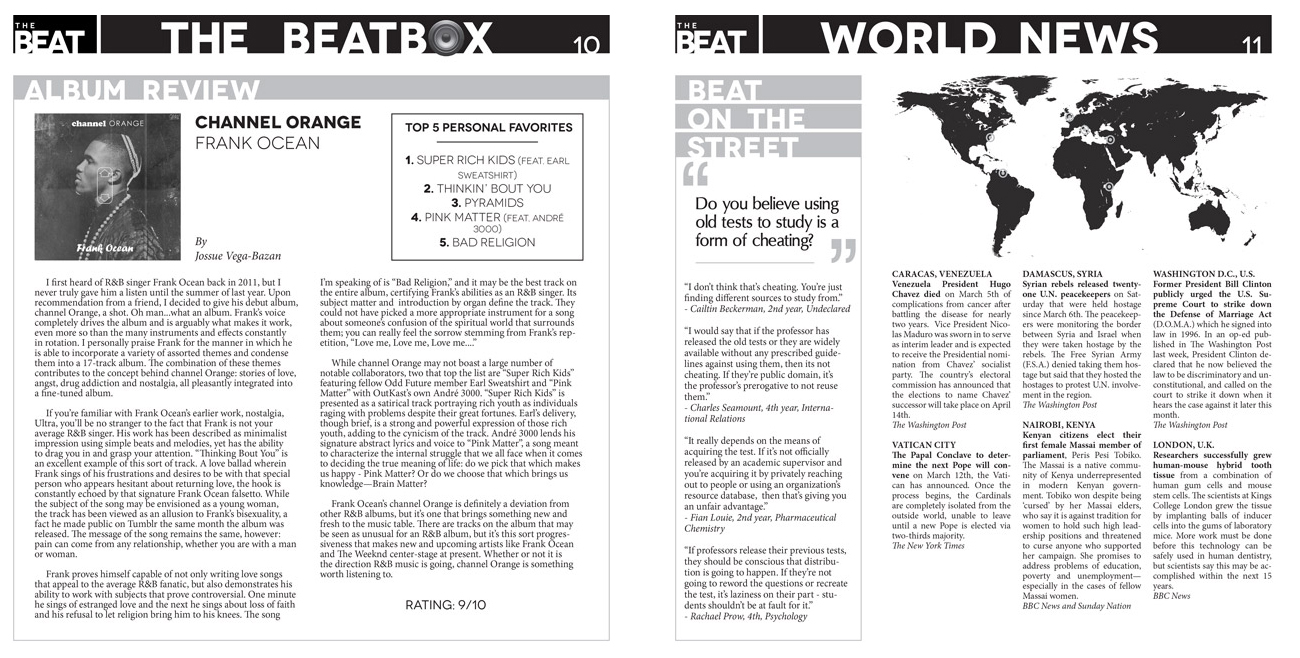 THE
BEAT
THE BEATBOX
10
ALBUM REVIEW
channel ORANGE
Frank Ocean
CHANNEL ORANGE
FRANK OCEAN
By
Jossue Vega-Bazan
TOP 5 PERSONAL FAVORITES
1. SUPER RICH KIDS (FEAT. EARL
SWEATSHIRT)
2. THINKIN' BOUT YOU
3. PYRAMIDS
4. PINK MATTER (FEAT. ANDRÉ
3000)
5. BAD RELIGION
I first heard of R&B singer Frank Ocean back in 2011, but I
never truly gave him a listen until the summer of last year. Upon
recommendation from a friend, I decided to give his debut album,
channel Orange, a shot. Oh man...what an album. Frank's voice
completely drives the album and is arguably what makes it work,
even more so than the many instruments and effects constantly
in rotation. I personally praise Frank for the manner in which he
is able to incorporate a variety of assorted themes and condense
them into a 17-track album. The combination of these themes
contributes to the concept behind channel Orange: stories of love,
angst, drug addiction and nostalgia, all pleasantly integrated into
a fine-tuned album.
If you're familiar with Frank Ocean's earlier work, nostalgia,
Ultra, you'll be no stranger to the fact that Frank is not your
average R&B singer. His work has been described as minimalist
impression using simple beats and melodies, yet has the ability
to drag you in and grasp your attention. "Thinking Bout You" is
an excellent example of this sort of track. A love ballad wherein
Frank sings of his frustrations and desires to be with that special
person who appears hesitant about returning love, the hook is
constantly echoed by that signature Frank Ocean falsetto. While
the subject of the song may be envisioned as a young woman,
the track has been viewed as an allusion to Frank's bisexuality, a
fact he made public on Tumblr the same month the album was
released. The message of the song remains the same, however:
pain can come from any relationship, whether you are with a man
or woman.
Frank proves himself capable of not only writing love songs
that appeal to the average R&B fanatic, but also demonstrates his
ability to work with subjects that prove controversial. One minute
he sings of estranged love and the next he sings about loss of faith
and his refusal to let religion bring him to his knees. The song
I'm speaking of is "Bad Religion," and it may be the best track on
the entire album, certifying Frank's abilities as an R&B singer. Its
subject matter and introduction by organ define the track. They
could not have picked a more appropriate instrument for a song
about someone's confusion of the spiritual world that surrounds
them; you can really feel the sorrow stemming from Frank's rep-
etition, "Love me, Love me, Love me...."
While channel Orange may not boast a large number of
notable collaborators, two that top the list are "Super Rich Kids"
featuring fellow Odd Future member Earl Sweatshirt and "Pink
Matter" with OutKast's own André 3000. "Super Rich Kids" is
presented as a satirical track portraying rich youth as individuals
raging with problems despite their great fortunes. Earl's delivery,
though brief, is a strong and powerful expression of those rich
youth, adding to the cynicism of the track. André 3000 lends his
signature abstract lyrics and voice to "Pink Matter", a song meant
to characterize the internal struggle that we all face when it comes
to deciding the true meaning of life: do we pick that which makes
us happy - Pink Matter? Or do we choose that which brings us
knowledge—Brain Matter?
Frank Ocean's channel Orange is definitely a deviation from
other R&B albums, but it's one that brings something new and
fresh to the music table. There are tracks on the album that may
be seen as unusual for an R&B album, but it's this sort progres-
siveness that makes new and upcoming artists like Frank Ocean
and The Weeknd center-stage at present. Whether or not it is
the direction R&B music is going, channel Orange is something
worth listening to.
RATING: 9/10
THE
BEAT
WORLD NEWS
11
BEAT
ON THE
STREET
“
Do you believe using
old tests to study is a
form of cheating?
”
"I don't think that's cheating. You're just
finding different sources to study from."
- Cailtin Beckerman, 2nd year, Undeclared
"I would say that if the professor has
released the old tests or they are widely
available without any prescribed guide-
lines against using them, then its not
cheating. If they're public domain, it's
the professor's prerogative to not reuse
them."
- Charles Seamount, 4th year, Interna-
tional Relations
"It really depends on the means of
acquiring the test. If it's not officially
released by an academic supervisor and
you're acquiring it by privately reaching
out to people or using an organization's
resource database, then that's giving you
an unfair advantage."
- Fian Louie, 2nd year, Pharmaceutical
Chemistry
"If professors release their previous tests,
they should be conscious that distribu-
tion is going to happen. If they're not
going to reword the questions or recreate
the test, it's laziness on their part - stu-
dents shouldn't be at fault for it."
- Rachael Prow, 4th, Psychology
CARACAS, VENEZUELA
Venezuela President Hugo
Chavez died on March 5th of
complications from cancer after
battling the disease for nearly
two years. Vice President Nico-
las Maduro was sworn in to serve
as interim leader and is expected
to receive the Presidential nomi-
nation from Chavez' socialist
party. The country's electoral
commission has announced that
the elections to name Chavez'
successor will take place on April
14th.
The Washington Post
VATICAN CITY
The Papal Conclave to deter-
mine the next Pope will con-
vene on March 12th, the Vati-
can has announced. Once the
process begins, the Cardinals
are completely isolated from the
outside world, unable to leave
until a new Pope is elected via
two-thirds majority.
The New York Times
DAMASCUS, SYRIA
Syrian rebels released twenty-
one U.N. peacekeepers on Sat-
urday that were held hostage
since March 6th. The peacekeep-
ers were monitoring the border
between Syria and Israel when
they were taken hostage by the
rebels. The Free Syrian Army
(F.S.A.) denied taking them hos-
tage but said that they hosted the
hostages to protest U.N. involve-
ment in the region.
The Washington Post
NAIROBI, KENYA
Kenyan citizens elect their
first female Massai member of
parliament, Peris Pesi Tobiko.
The Massai is a native commu-
nity of Kenya underrepresented
in modern Kenyan govern-
ment. Tobiko won despite being
'cursed' by her Massai elders,
who say it is against tradition for
women to hold such high lead-
ership positions and threatened
to curse anyone who supported
her campaign. She promises to
address problems of education,
poverty and unemployment—
especially in the cases of fellow
Massai women.
BBC News and Sunday Nation
WASHINGTON D.C., U.S.
Former President Bill Clinton
publicly urged the U.S. Su-
preme Court to strike down
the Defense of Marriage Act
(D.O.M.A.) which he signed into
law in 1996. In an op-ed pub-
lished in The Washington Post
last week, President Clinton de-
clared that he now believed the
law to be discriminatory and un-
constitutional, and called on the
court to strike it down when it
hears the case against it later this
month.
The Washington Post
LONDON, U.K.
Researchers successfully grew
human-mouse hybrid tooth
tissue from a combination of
human gum cells and mouse
stem cells. The scientists at Kings
College London grew the tissue
by implanting balls of inducer
cells into the gums of laboratory
mice. More work must be done
before this technology can be
safely used in human dentistry,
but scientists say this may be ac-
complished within the next 15
years.
BBC News